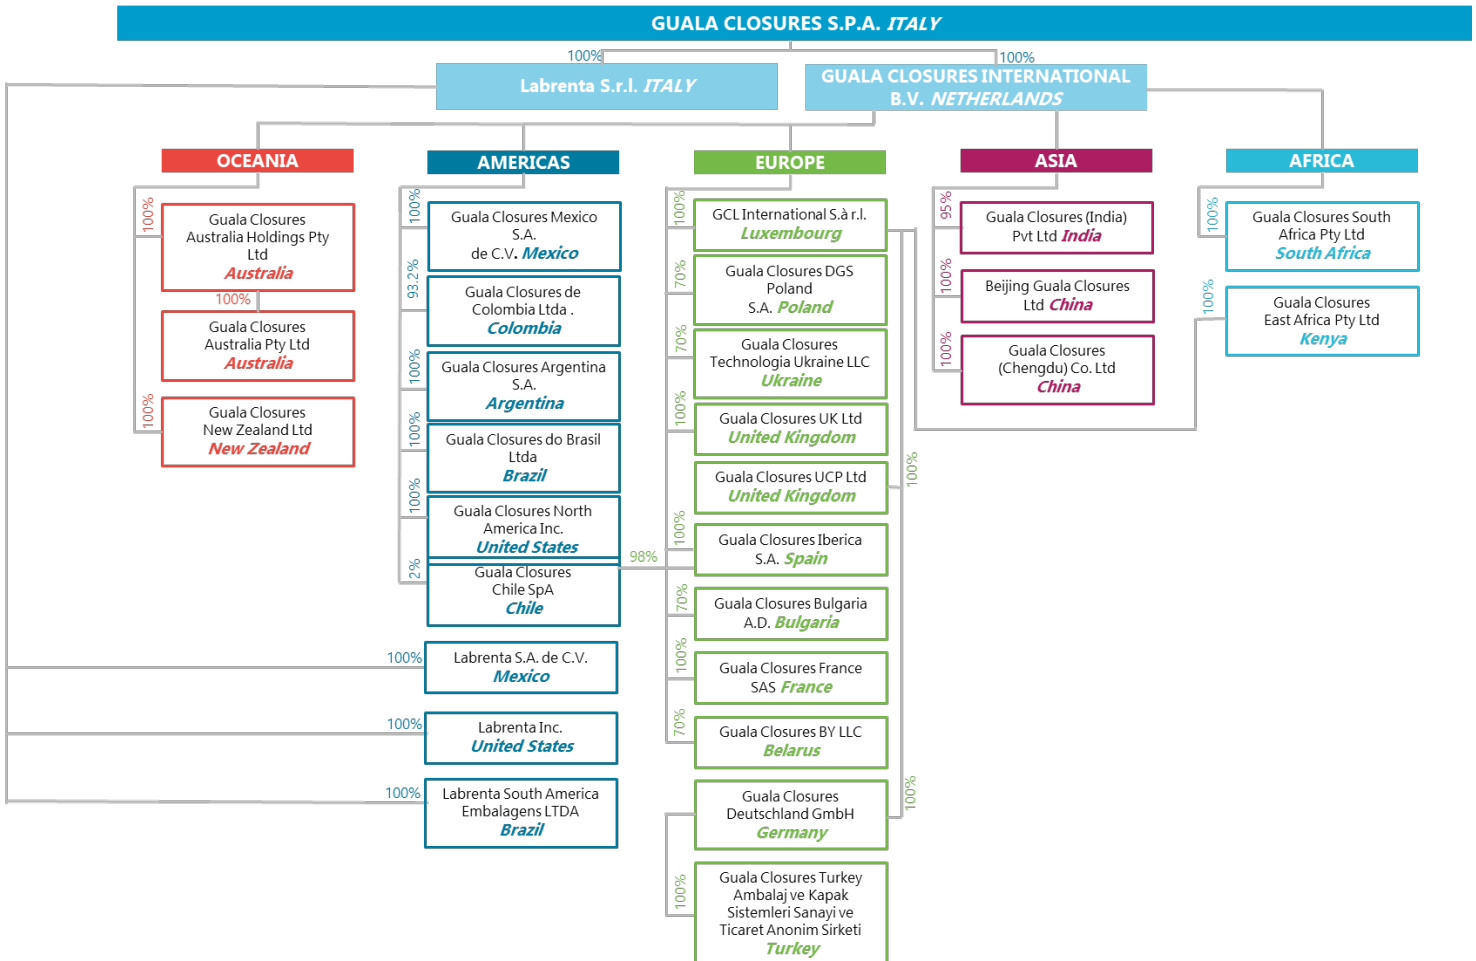 GUALA CLOSURES S.P.A. ITALY
100%
100%
Labrenta S.r.l. ITALY
GUALA CLOSURES INTERNATIONAL
B.V. NETHERLANDS
OCEANIA
100%
Guala Closures
Australia Holdings Pty
Ltd
Australia
100%
Guala Closures
Australia Pty Ltd
Australia
100%
Guala Closures
New Zealand Ltd
New Zealand
AMERICAS
100%
Guala Closures Mexico
S.A.
de C.V. Mexico
93.2%
Guala Closures de
Colombia Ltda .
Colombia
100%
Guala Closures Argentina
S.A.
Argentina
100%
Guala Closures do Brasil
Ltda
Brazil
100%
Guala Closures North
America Inc.
United States
2%
Guala Closures
Chile SpA
Chile
98%
100%
Labrenta S.A. de C.V.
Mexico
100%
Labrenta Inc.
United States
100%
Labrenta South America
Embalagens LTDA
Brazil
EUROPE
100%
GCL International S.à r.l.
Luxembourg
70%
Guala Closures DGS
Poland
S.A. Poland
70%
Guala Closures
Technologia Ukraine LLC
Ukraine
100%
Guala Closures UK Ltd
United Kingdom
Guala Closures UCP Ltd
United Kingdom
100%
100%
Guala Closures Iberica
S.A. Spain
70%
Guala Closures Bulgaria
A.D. Bulgaria
100%
Guala Closures France
SAS France
70%
Guala Closures BY LLC
Belarus
100%
Guala Closures
Deutschland GmbH
Germany
100%
Guala Closures Turkey
Ambalaj ve Kapak
Sistemleri Sanayi ve
Ticaret Anonim Sirketi
Turkey
ASIA
95%
Guala Closures (India)
Pvt Ltd India
100%
Beijing Guala Closures
Ltd China
100%
Guala Closures
(Chengdu) Co. Ltd
China
AFRICA
100%
Guala Closures South
Africa Pty Ltd
South Africa
100%
Guala Closures
East Africa Pty Ltd
Kenya